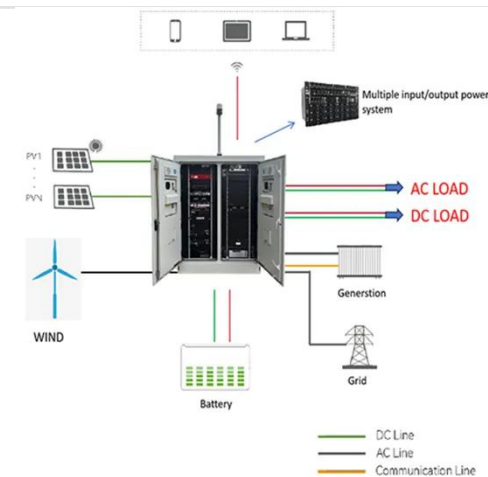 Multiple input/output power
system
PV1
PVN
AC LOAD
DC LOAD
WIND
Generstion
Grid
Battery
DC Line
AC Line
Communication Line